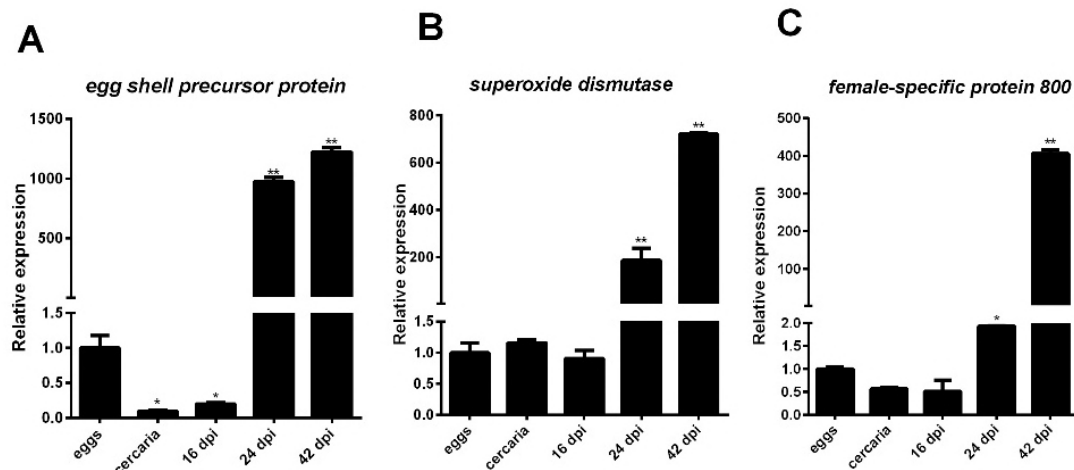 A
egg shell precursor protein
Relative expression
1500
1000
500
1.5
1.0
0.5
0.0
*
*
**
**
eggs
cercaria
16 dpi
24 dpi
42 dpi
B
superoxide dismutase
Relative expression
800
600
400
200
1.5
1.0
0.5
0.0
**
**
eggs
cercaria
16 dpi
24 dpi
42 dpi
C
female-specific protein 800
Relative expression
500
400
300
200
100
2.0
1.5
1.0
0.5
0.0
*
**
eggs
cercaria
16 dpi
24 dpi
42 dpi